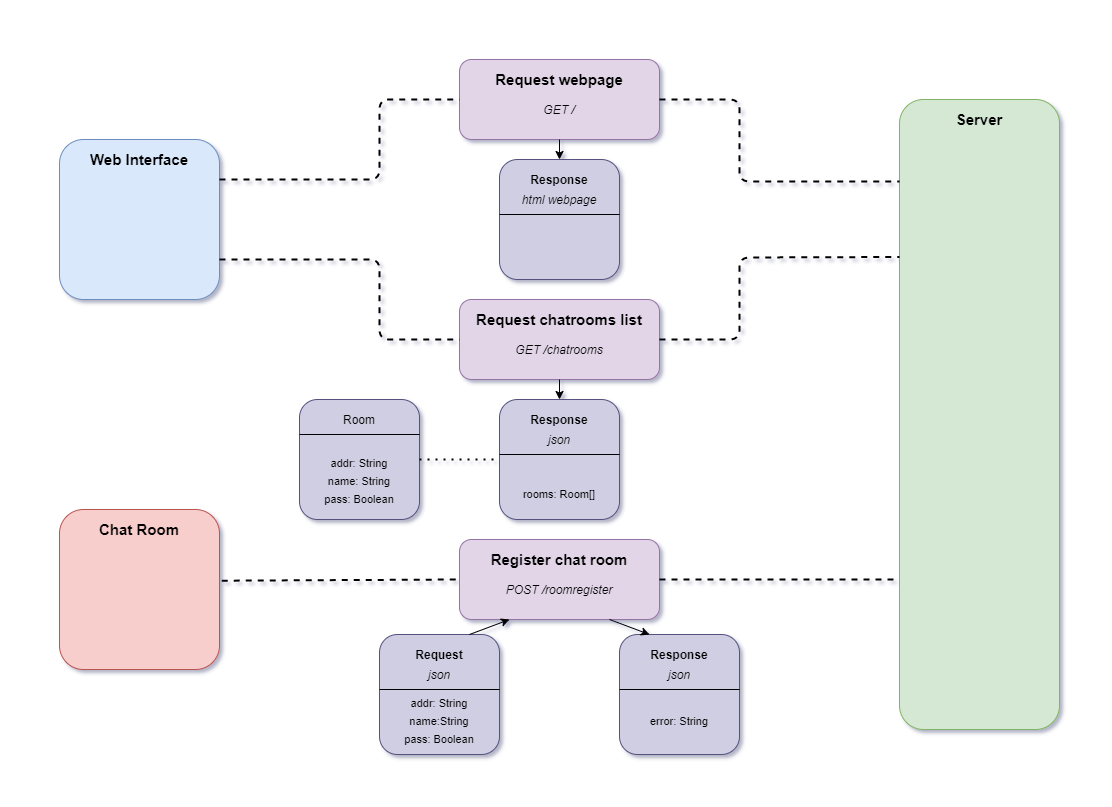 Request webpage
GET /
Server
Web Interface
Response
html webpage
Request chatrooms list
GET /chatrooms
Room
addr: String
name: String
pass: Boolean
Response
json
rooms: Room[]
Chat Room
Register chat room
POST /roomregister
Request
json
addr: String
name:String
pass: Boolean
Response
json
error: String